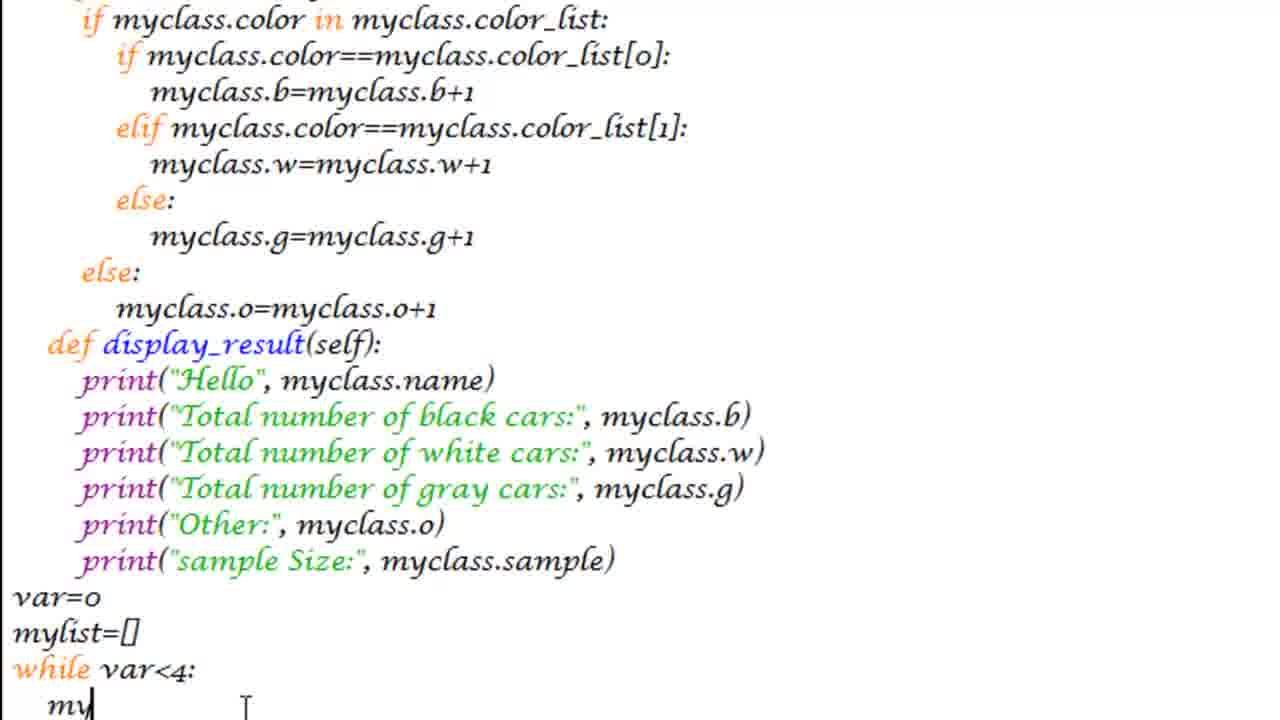 if myclass.color in myclass.color_list:
if myclass.color==myclass.color_list[0]:
myclass.b=myclass.b+1
elif myclass.color==myclass.color_list[1]:
myclass.w=myclass.w+1
else:
myclass.g=myclass.g+1
else:
myclass.o=myclass.o+1
def display_result(self):
print("Hello", myclass.name)
print("Total number of black cars:", myclass.b)
print("Total number of white cars:", myclass.w)
print("Total number of gray cars:", myclass.g)
print("Other:", myclass.o)
print("sample Size:", myclass.sample)
var=0
mylist=[]
while var<4:
my